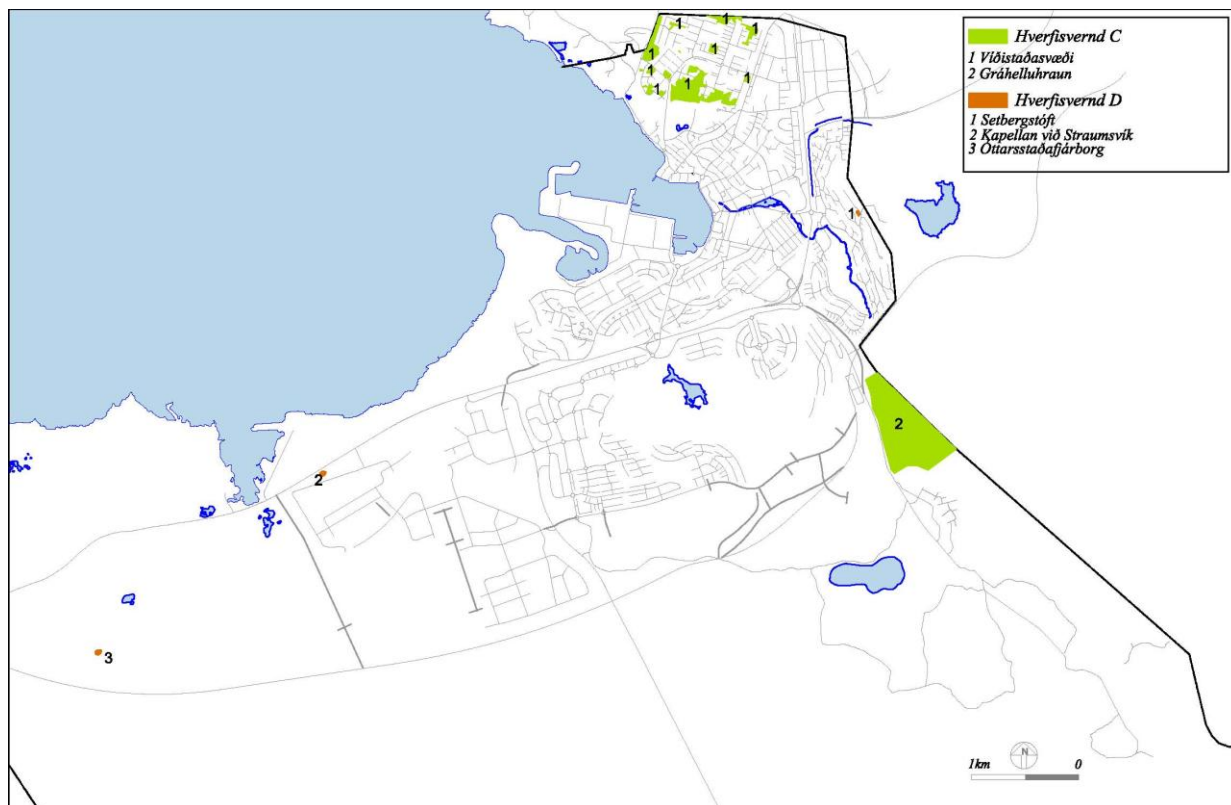 Hverfisvernd C
1 Víðistaðasvæði
2 Gráhelluhraun
Hverfisvernd D
1 Setbergstóft
2 Kapellan við Straumsvík
3 Óttarsstaðafjárborg
1
1
1
1
1
1
1
1
1
1
2
2
3
N
1km
0